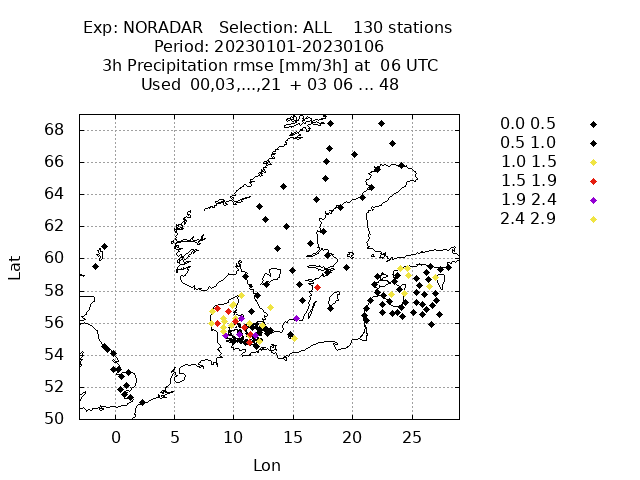 Exp: NORADAR   Selection: ALL    130 stations
Period: 20230101-20230106
3h Precipitation rmse [mm/3h] at  06 UTC
Used  00,03,...,21  + 03 06 ... 48
0.0 0.5
0.5 1.0
1.0 1.5
1.5 1.9
1.9 2.4
2.4 2.9
68
66
64
62
60
58
56
54
52
50
Lat
0 5 10 15 20 25
Lon